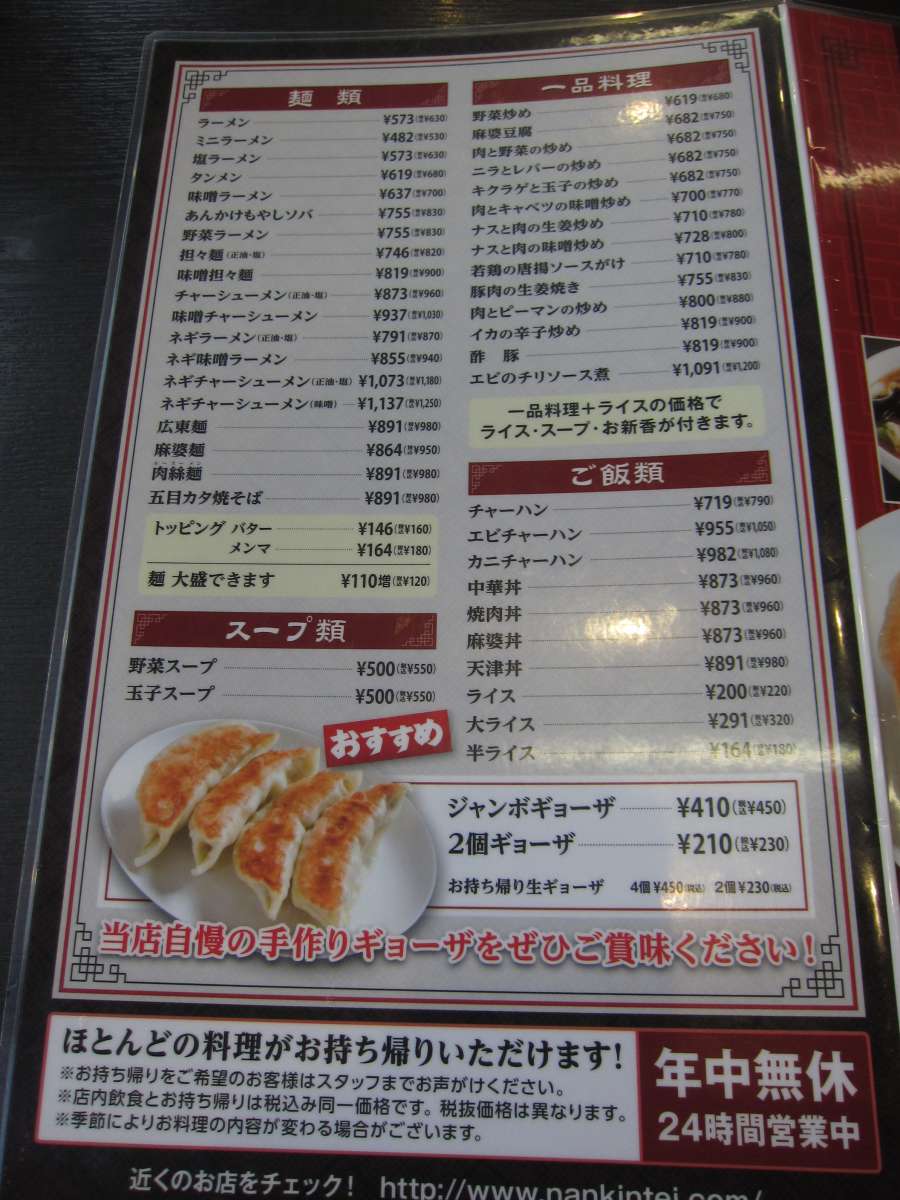 麺 類
ラーメン ¥573(税込¥630)
ミニラーメン ¥482(税込¥530)
塩ラーメン ¥573(税込¥630)
タンメン ¥619(税込¥680)
味噌ラーメン ¥637(税込¥700)
あんかけもやしソバ ¥755(税込¥830)
野菜ラーメン ¥755(税込¥830)
担々麺(正油・塩) ¥746(税込¥820)
味噌担々麺 ¥819(税込¥900)
チャーシューメン(正油・塩) ¥873(税込¥960)
味噌チャーシューメン ¥937(税込¥1,030)
ネギラーメン(正油・塩) ¥791(税込¥870)
ネギ味噌ラーメン ¥855(税込¥940)
ネギチャーシューメン(正油・塩) ¥1,073(税込¥1,180)
ネギチャーシューメン(味噌) ¥1,137(税込¥1,250)
広東麺 ¥891(税込¥980)
麻婆麺 ¥864(税込¥950)
肉絲麺 ¥891(税込¥980)
五目カタ焼そば ¥891(税込¥980)
トッピング バター ¥146(税込¥160)
メンマ ¥164(税込¥180)
麺 大盛できます ¥110増(税込¥120)
スープ類
野菜スープ ¥500(税込¥550)
玉子スープ ¥500(税込¥550)
一品料理
野菜炒め ¥619(税込¥680)
麻婆豆腐 ¥682(税込¥750)
肉と野菜の炒め ¥682(税込¥750)
ニラとレバーの炒め ¥682(税込¥750)
キクラゲと玉子の炒め ¥682(税込¥750)
肉とキャベツの味噌炒め ¥700(税込¥770)
ナスと肉の生姜炒め ¥710(税込¥780)
ナスと肉の味噌炒め ¥728(税込¥800)
若鶏の唐揚ソースがけ ¥710(税込¥780)
豚肉の生姜焼き ¥755(税込¥830)
肉とピーマンの炒め ¥800(税込¥880)
イカの辛子炒め ¥819(税込¥900)
酢 豚 ¥819(税込¥900)
エビのチリソース煮 ¥1,091(税込¥1,200)
一品料理+ライスの価格で
ライス・スープ・お新香が付きます。
ご飯類
チャーハン ¥719(税込¥790)
エビチャーハン ¥955(税込¥1,050)
カニチャーハン ¥982(税込¥1,080)
中華丼 ¥873(税込¥960)
焼肉丼 ¥873(税込¥960)
麻婆丼 ¥873(税込¥960)
天津丼 ¥891(税込¥980)
ライス ¥200(税込¥220)
大ライス ¥291(税込¥320)
半ライス ¥164(税込¥180)
おすすめ
ジャンボギョーザ ¥410(税込¥450)
2個ギョーザ ¥210(税込¥230)
お持ち帰り生ギョーザ 4個 ¥450(税込) 2個 ¥230(税込)
当店自慢の手作りギョーザをぜひご賞味ください!
ほとんどの料理がお持ち帰りいただけます!
※お持ち帰りをご希望のお客様はスタッフまでお声がけください。
※店内飲食とお持ち帰りは税込み同一価格です。税抜価格は異なります。
※季節によりお料理の内容が変わる場合がございます。
年中無休
24時間営業中
近くのお店をチェック! http://www.nankintei.com/